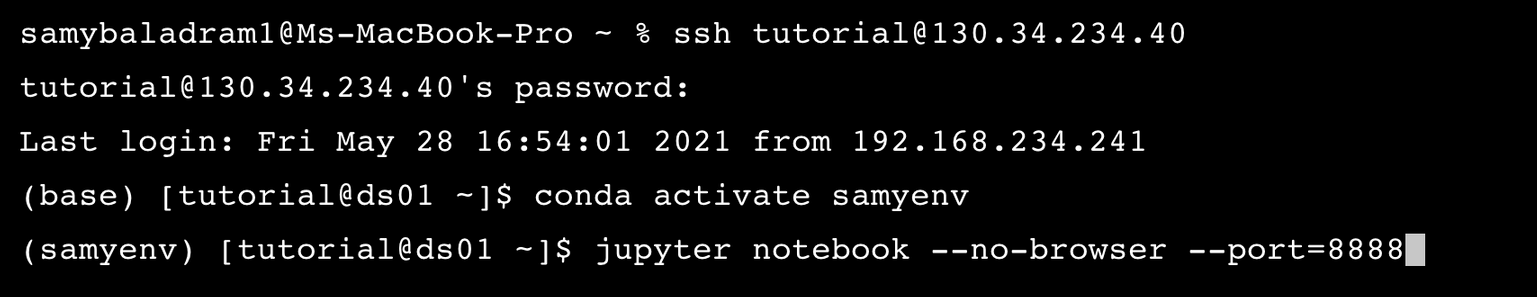 samybaladram1@Ms-MacBook-Pro ~ % ssh tutorial@130.34.234.40
tutorial@130.34.234.40's password:
Last login: Fri May 28 16:54:01 2021 from 192.168.234.241
(base) [tutorial@ds01 ~]$ conda activate samyenv
(samyenv) [tutorial@ds01 ~]$ jupyter notebook --no-browser --port=8888